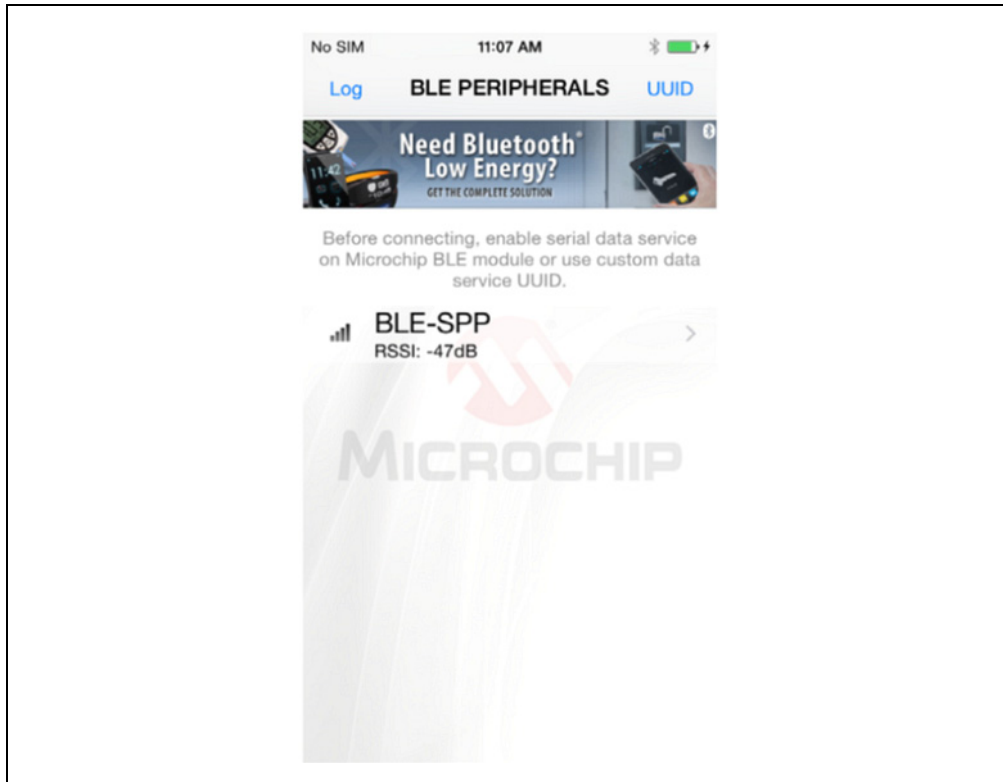 No SIM 11:07 AM
Log BLE PERIPHERALS UUID
Need Bluetooth®
Low Energy?
GET THE COMPLETE SOLUTION
11:42
Before connecting, enable serial data service
on Microchip BLE module or use custom data
service UUID.
BLE-SPP
RSSI: -47dB
MICROCHIP